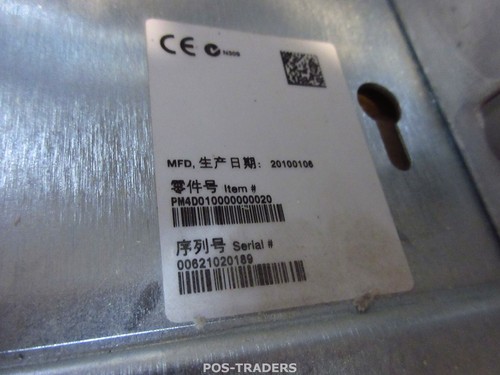 CE N306
MFD, 生产日期: 20100106
零件号 Item #
PM4D010000000020
序列号 Serial #
00621020189
POS-TRADERS